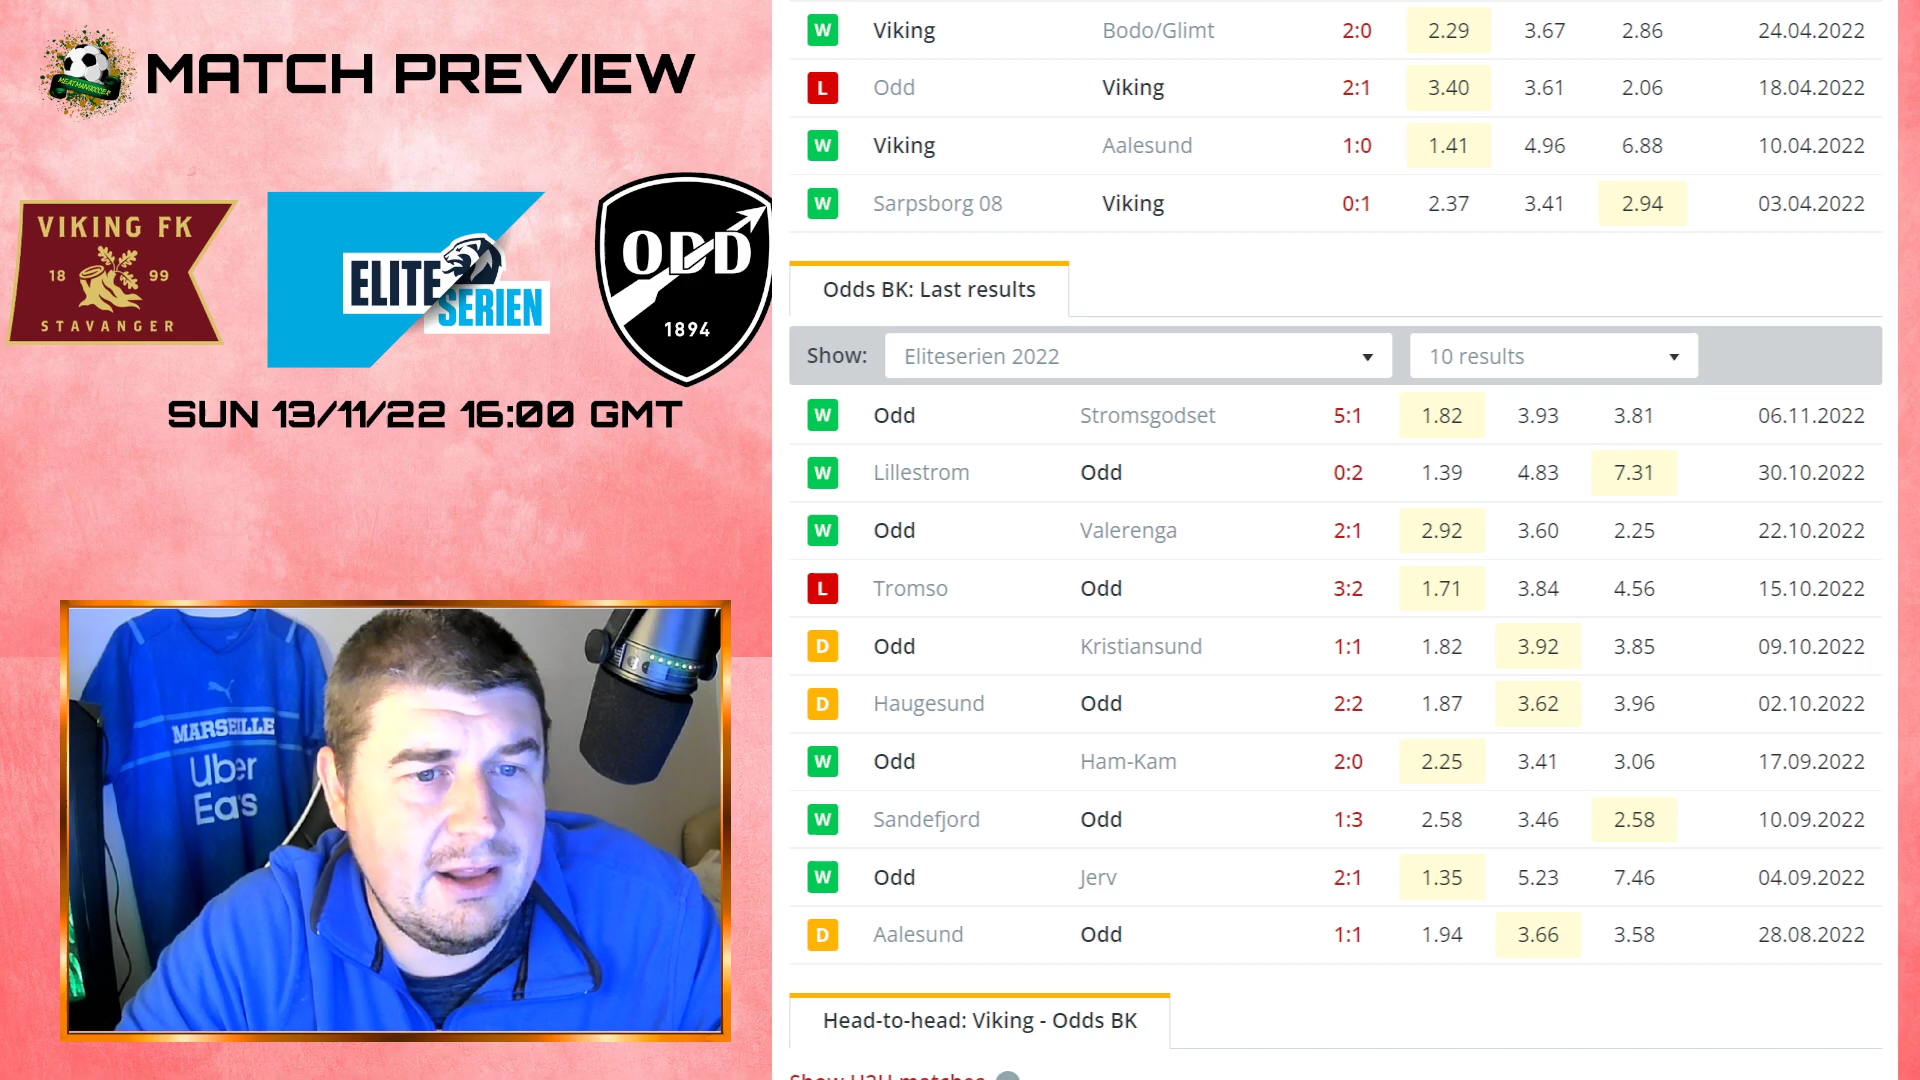 MEATMANSOCCER
MATCH PREVIEW
VIKING FK
18 99
STAVANGER
ELITE
SERIEN
ODD
1894
SUN 13/11/22 16:00 GMT
MARSEILLE
Uber
Eats
W Viking Bodo/Glimt 2:0 2.29 3.67 2.86 24.04.2022
L Odd Viking 2:1 3.40 3.61 2.06 18.04.2022
W Viking Aalesund 1:0 1.41 4.96 6.88 10.04.2022
W Sarpsborg 08 Viking 0:1 2.37 3.41 2.94 03.04.2022
Odds BK: Last results
Show: Eliteserien 2022 10 results
W Odd Stromsgodset 5:1 1.82 3.93 3.81 06.11.2022
W Lillestrom Odd 0:2 1.39 4.83 7.31 30.10.2022
W Odd Valerenga 2:1 2.92 3.60 2.25 22.10.2022
L Tromso Odd 3:2 1.71 3.84 4.56 15.10.2022
D Odd Kristiansund 1:1 1.82 3.92 3.85 09.10.2022
D Haugesund Odd 2:2 1.87 3.62 3.96 02.10.2022
W Odd Ham-Kam 2:0 2.25 3.41 3.06 17.09.2022
W Sandefjord Odd 1:3 2.58 3.46 2.58 10.09.2022
W Odd Jerv 2:1 1.35 5.23 7.46 04.09.2022
D Aalesund Odd 1:1 1.94 3.66 3.58 28.08.2022
Head-to-head: Viking - Odds BK
Show H2H matches